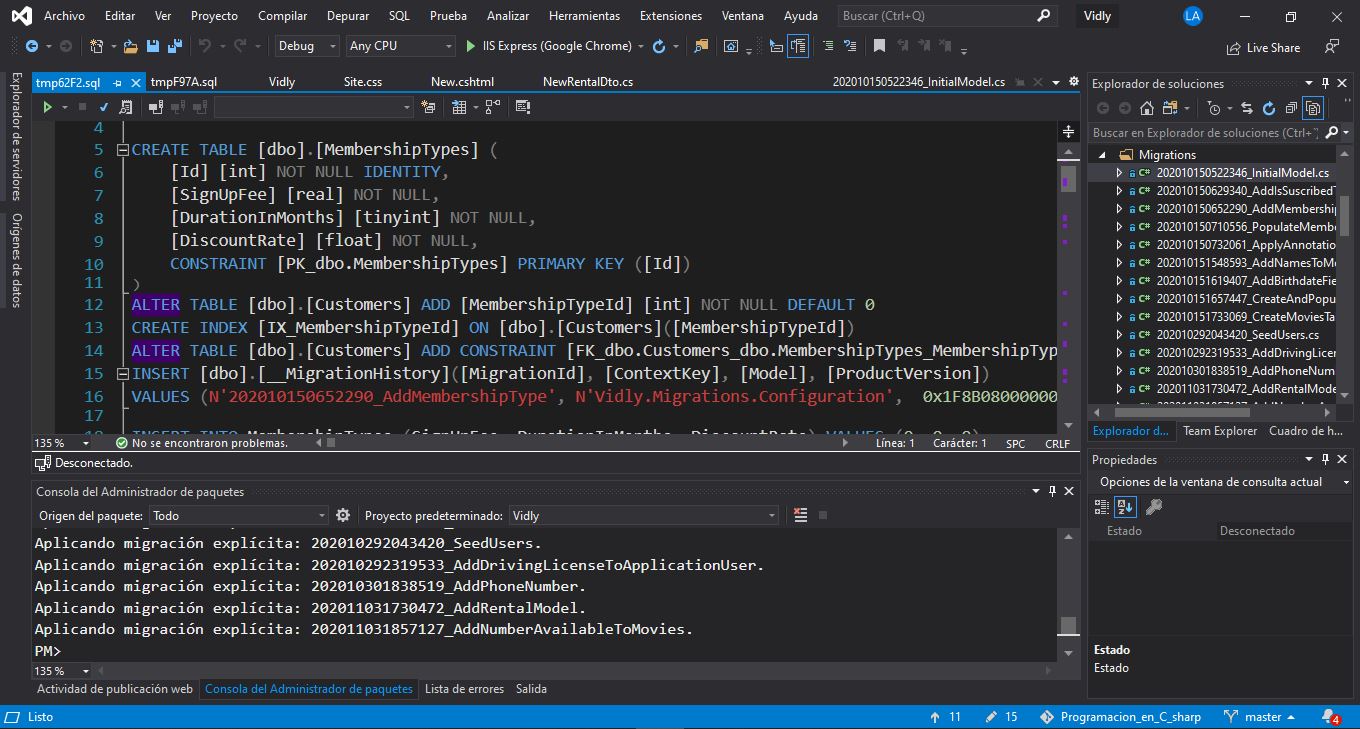 Archivo Editar Ver Proyecto Compilar Depurar SQL Prueba Analizar Herramientas Extensiones Ventana Ayuda Buscar (Ctrl+Q) Vidly LA
Debug Any CPU IIS Express (Google Chrome) Live Share
Explorador de servidores
Orígenes de datos
tmp62F2.sql tmpF97A.sql Vidly Site.css New.cshtml NewRentalDto.cs 202010150522346_InitialModel.cs
4
5 CREATE TABLE [dbo].[MembershipTypes] (
6 [Id] [int] NOT NULL IDENTITY,
7 [SignUpFee] [real] NOT NULL,
8 [DurationInMonths] [tinyint] NOT NULL,
9 [DiscountRate] [float] NOT NULL,
10 CONSTRAINT [PK_dbo.MembershipTypes] PRIMARY KEY ([Id])
11 )
12 ALTER TABLE [dbo].[Customers] ADD [MembershipTypeId] [int] NOT NULL DEFAULT 0
13 CREATE INDEX [IX_MembershipTypeId] ON [dbo].[Customers]([MembershipTypeId])
14 ALTER TABLE [dbo].[Customers] ADD CONSTRAINT [FK_dbo.Customers_dbo.MembershipTypes_MembershipTyp
15 INSERT [dbo].[__MigrationHistory]([MigrationId], [ContextKey], [Model], [ProductVersion])
16 VALUES (N'202010150652290_AddMembershipType', N'Vidly.Migrations.Configuration', 0x1F8B08000000
17
135 % No se encontraron problemas. Línea: 1 Carácter: 1 SPC CRLF
Desconectado.
Consola del Administrador de paquetes
Origen del paquete: Todo Proyecto predeterminado: Vidly
Aplicando migración explícita: 202010292043420_SeedUsers.
Aplicando migración explícita: 202010292319533_AddDrivingLicenseToApplicationUser.
Aplicando migración explícita: 202010301838519_AddPhoneNumber.
Aplicando migración explícita: 202011031730472_AddRentalModel.
Aplicando migración explícita: 202011031857127_AddNumberAvailableToMovies.
PM>
135 %
Actividad de publicación web Consola del Administrador de paquetes Lista de errores Salida
Explorador de soluciones
Buscar en Explorador de soluciones (Ctrl+
Migrations
C# 202010150522346_InitialModel.cs
C# 202010150629340_AddIsSuscribedT
C# 202010150652290_AddMembership
C# 202010150710556_PopulateMembe
C# 202010150732061_ApplyAnnotatio
C# 202010151548593_AddNamesToMe
C# 202010151619407_AddBirthdateFie
C# 202010151657447_CreateAndPopu
C# 202010151733069_CreateMoviesTa
C# 202010292043420_SeedUsers.cs
C# 202010292319533_AddDrivingLicer
C# 202010301838519_AddPhoneNum
C# 202011031730472_AddRentalMode
Explorador d... Team Explorer Cuadro de h...
Propiedades
Opciones de la ventana de consulta actual
Estado Desconectado
Estado
Estado
Listo 11 15 Programacion_en_C_sharp master 4